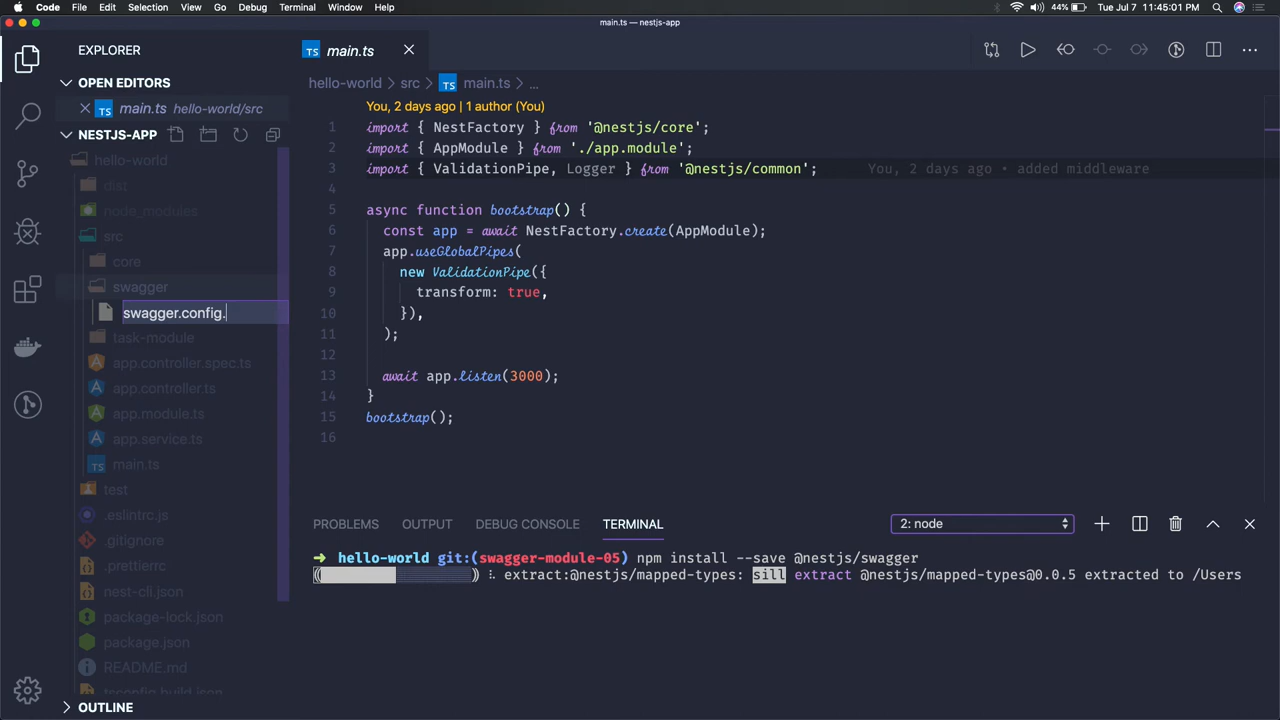 Code File Edit Selection View Go Debug Terminal Window Help 44% Tue Jul 7 11:45:01 PM
main.ts — nestjs-app
EXPLORER
OPEN EDITORS
main.ts hello-world/src
NESTJS-APP
hello-world
dist
node_modules
src
core
swagger
swagger.config.
task-module
app.controller.spec.ts
app.controller.ts
app.module.ts
app.service.ts
TS main.ts
test
.eslintrc.js
.gitignore
.prettierrc
nest-cli.json
package-lock.json
package.json
README.md
tsconfig.build.json
OUTLINE
TS main.ts
hello-world > src > TS main.ts > ...
You, 2 days ago | 1 author (You)
1 import { NestFactory } from '@nestjs/core';
2 import { AppModule } from './app.module';
3 import { ValidationPipe, Logger } from '@nestjs/common'; You, 2 days ago • added middleware
4
5 async function bootstrap() {
6 const app = await NestFactory.create(AppModule);
7 app.useGlobalPipes(
8 new ValidationPipe({
9 transform: true,
10 }),
11 );
12
13 await app.listen(3000);
14 }
15 bootstrap();
16
PROBLEMS OUTPUT DEBUG CONSOLE TERMINAL 2: node
➜ hello-world git:(swagger-module-05) npm install --save @nestjs/swagger
extract:@nestjs/mapped-types: sill extract @nestjs/mapped-types@0.0.5 extracted to /Users